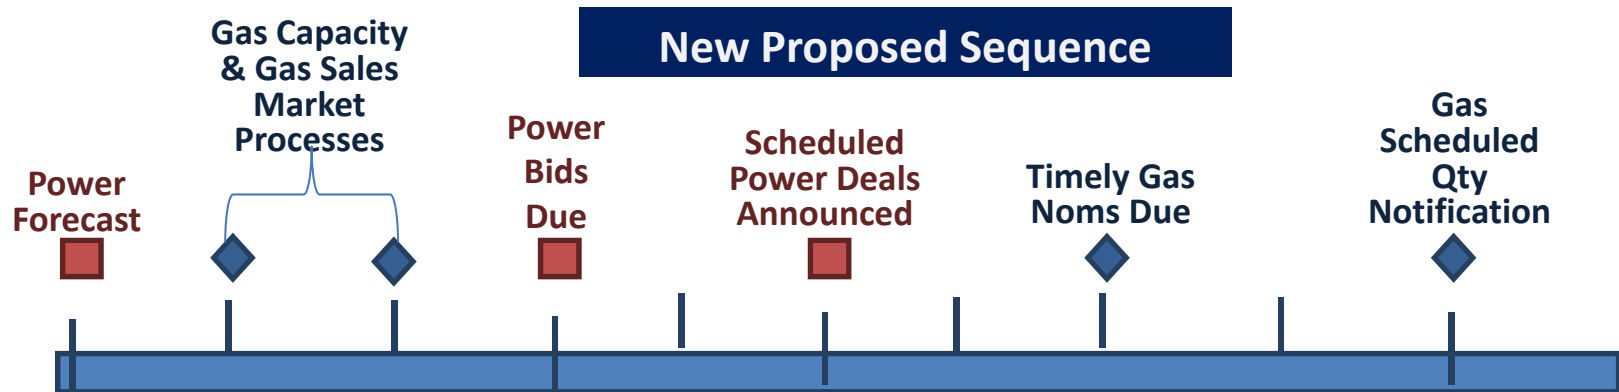 New Proposed Sequence
Power
Forecast
Gas Capacity
& Gas Sales
Market
Processes
Power
Bids
Due
Scheduled
Power Deals
Announced
Timely Gas
Noms Due
Gas
Scheduled
Qty
Notification